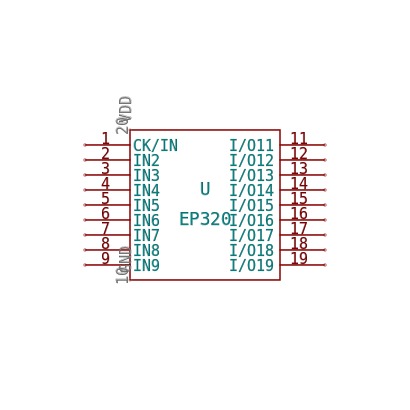 VDD
20
1 CK/IN I/O11 11
2 IN2 I/O12 12
3 IN3 I/O13 13
4 IN4 U I/O14 14
5 IN5 I/O15 15
6 IN6 EP320 I/O16 16
7 IN7 I/O17 17
8 IN8 I/O18 18
9 IN9 I/O19 19
GND
10